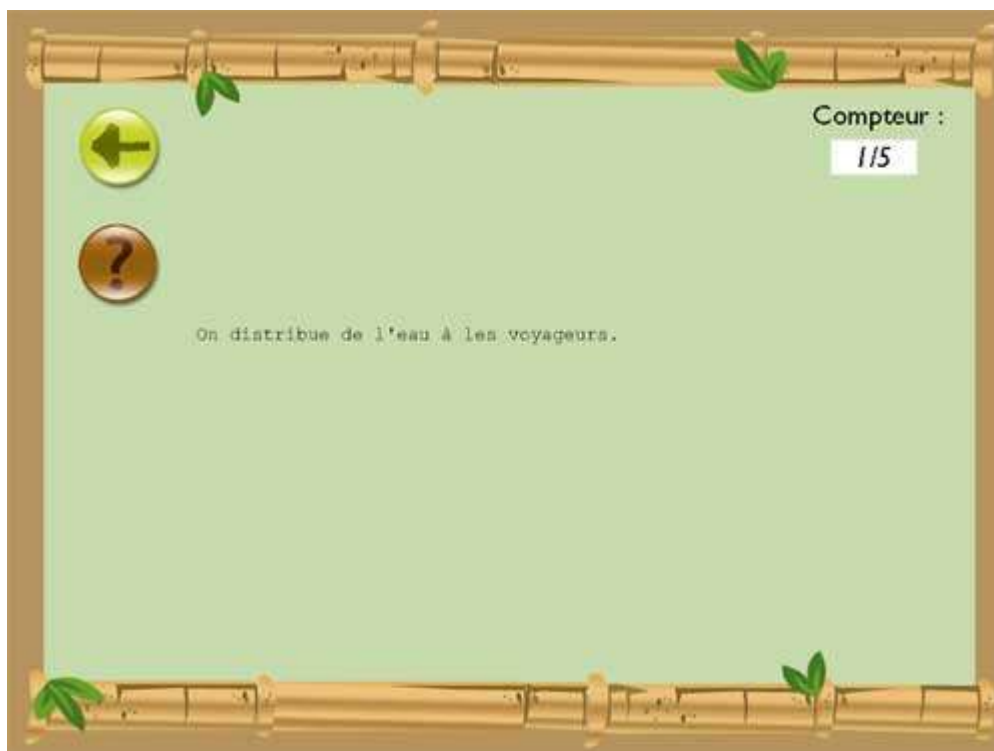 Compteur :
1/5
?
On distribue de l'eau à les voyageurs.